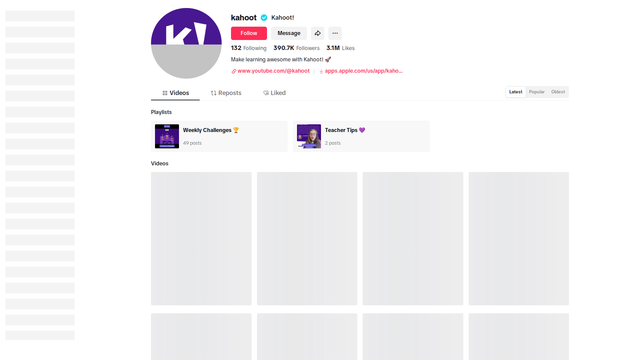 kahoot Kahoot!
Follow
Message
132 Following 390.7K Followers 3.1M Likes
Make learning awesome with Kahoot! 🚀
www.youtube.com/@kahoot
apps.apple.com/us/app/kaho...
Videos
Reposts
Liked
Latest
Popular
Oldest
Playlists
Weekly Challenges 🏆
49 posts
Teacher Tips 💜
2 posts
Videos